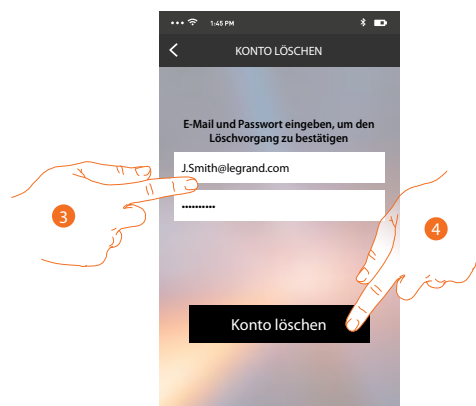 1:45 PM
KONTO LÖSCHEN
E-Mail und Passwort eingeben, um den
Löschvorgang zu bestätigen
J.Smith@legrand.com
••••••••••
3
4
Konto löschen